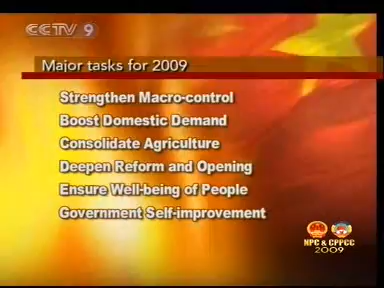 CCTV 9
Major tasks for 2009
Strengthen Macro-control
Boost Domestic Demand
Consolidate Agriculture
Deepen Reform and Opening
Ensure Well-being of People
Government Self-improvement
NPC & CPPCC
2009